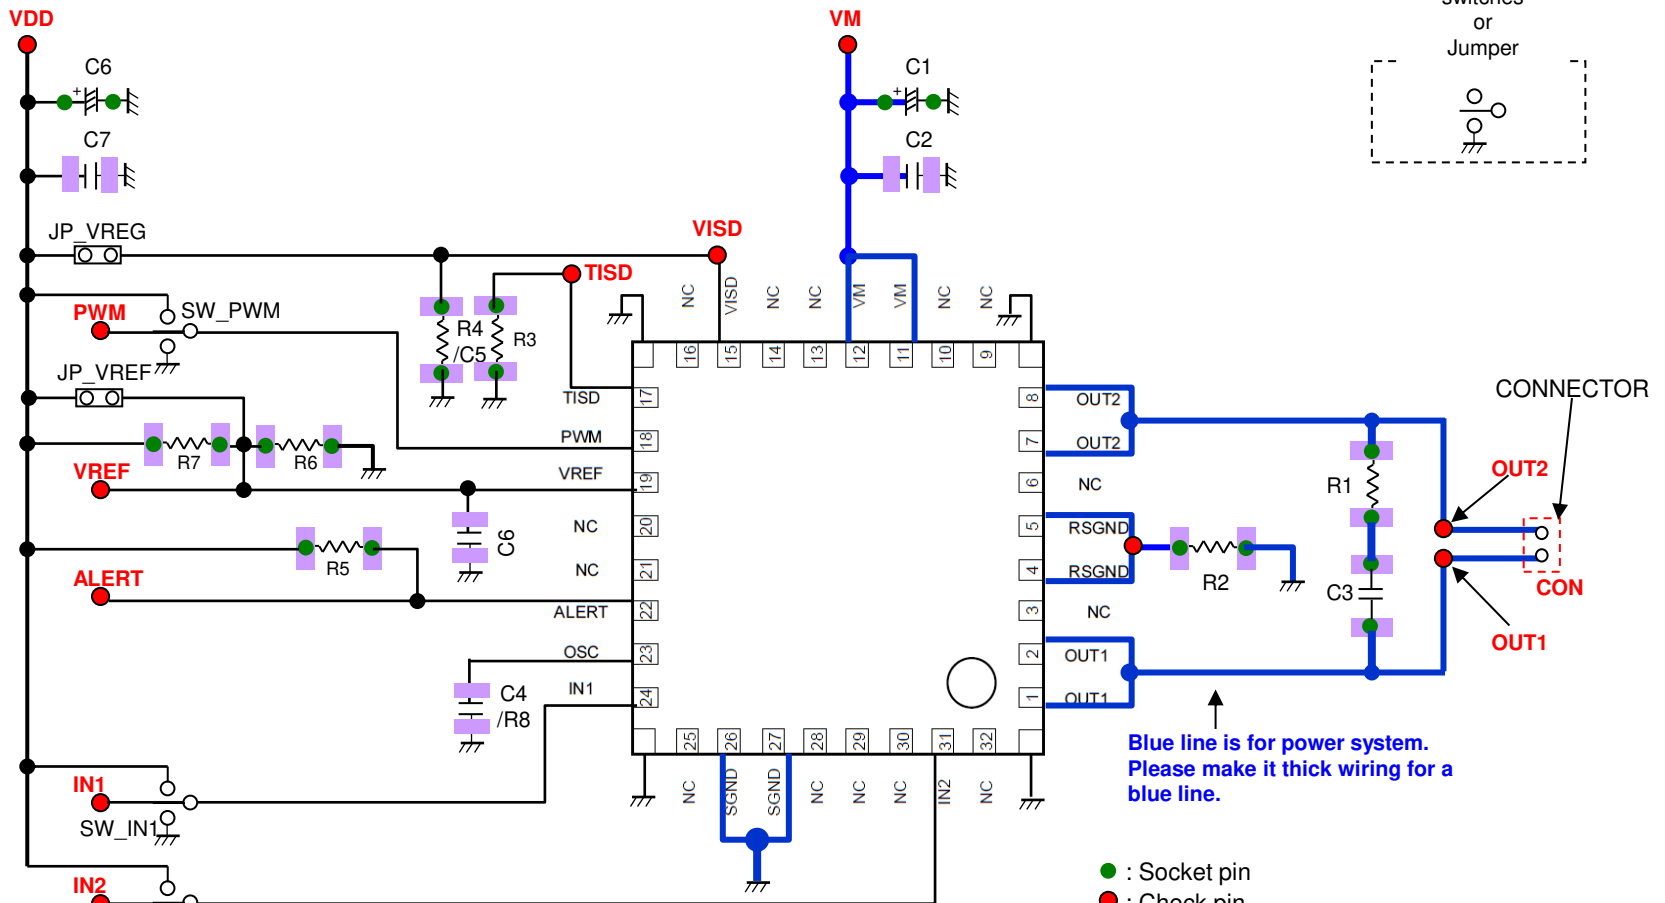 switches
or
Jumper
VDD
VM
C6
+
C1
+
C7
C2
JP_VREG
VISD
TISD
PWM
SW_PWM
R4
/C5
R3
JP_VREF
R7
R6
VREF
C6
R5
ALERT
C4
/R8
IN1
SW_IN1
IN2
NC
VISD
NC
NC
VM
VM
NC
NC
16
15
14
13
12
11
10
9
TISD
17
PWM
18
VREF
19
NC
20
NC
21
ALERT
22
OSC
23
IN1
24
8
OUT2
7
OUT2
6
NC
5
RSGND
4
RSGND
3
NC
2
OUT1
1
OUT1
25
26
27
28
29
30
31
32
NC
SGND
SGND
NC
NC
NC
IN2
NC
R2
R1
C3
CONNECTOR
OUT2
CON
OUT1
Blue line is for power system.
Please make it thick wiring for a
blue line.
: Socket pin
: Check pin